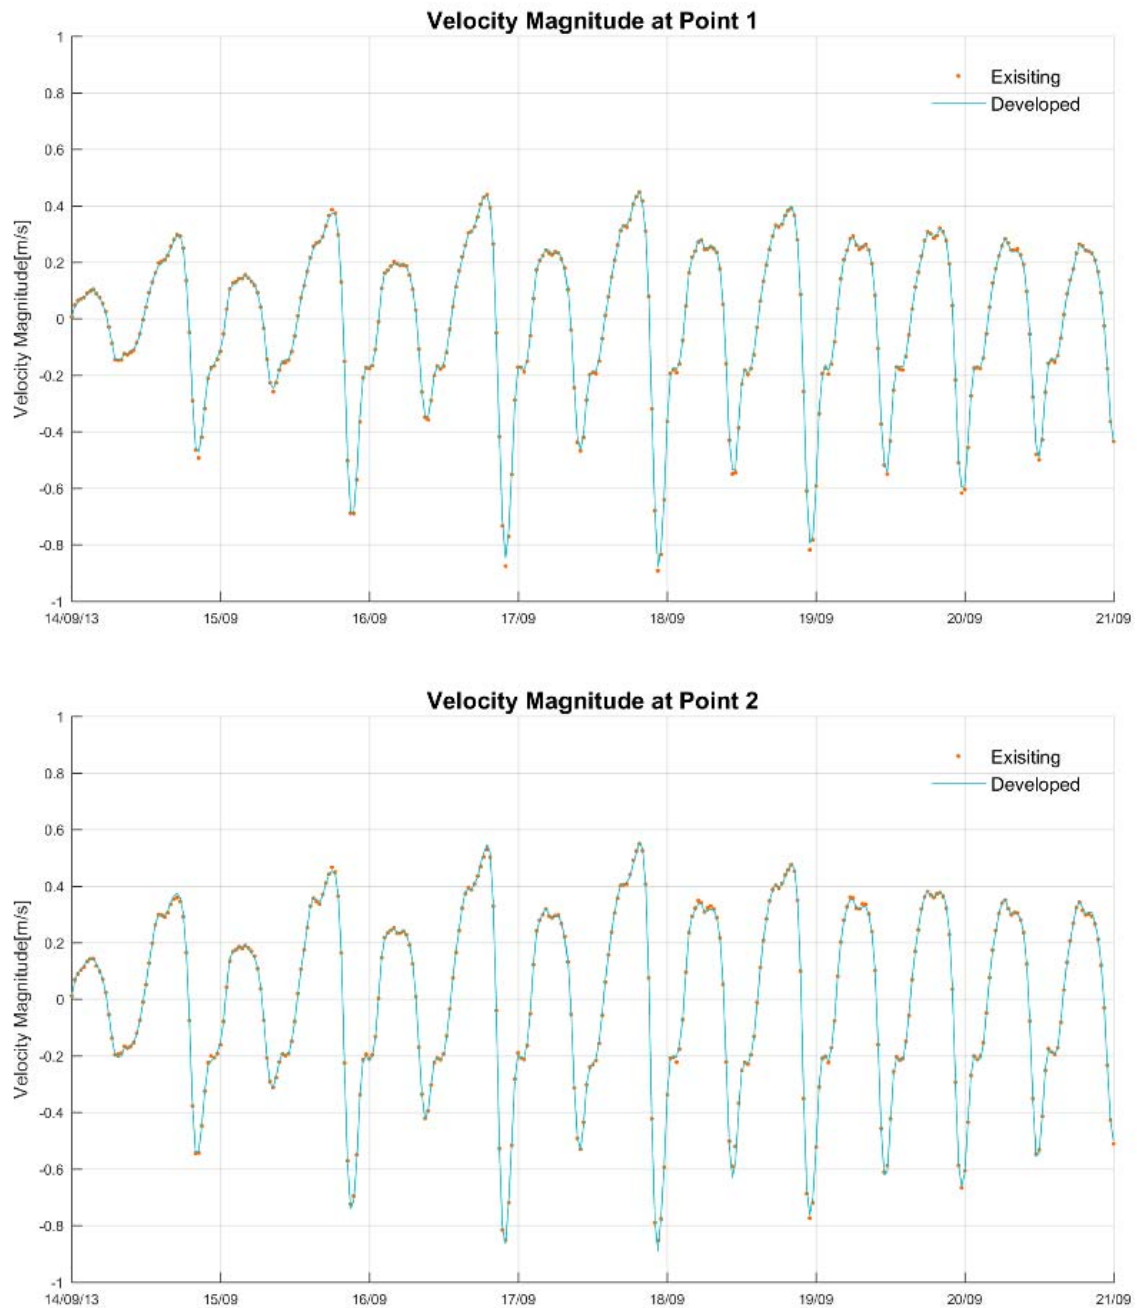 Velocity Magnitude at Point 1
1
0.8
0.6
0.4
0.2
0
-0.2
-0.4
-0.6
-0.8
-1
Velocity Magnitude[m/s]
Exisiting
Developed
14/09/13 15/09 16/09 17/09 18/09 19/09 20/09 21/09
Velocity Magnitude at Point 2
1
0.8
0.6
0.4
0.2
0
-0.2
-0.4
-0.6
-0.8
-1
Velocity Magnitude[m/s]
Exisiting
Developed
14/09/13 15/09 16/09 17/09 18/09 19/09 20/09 21/09